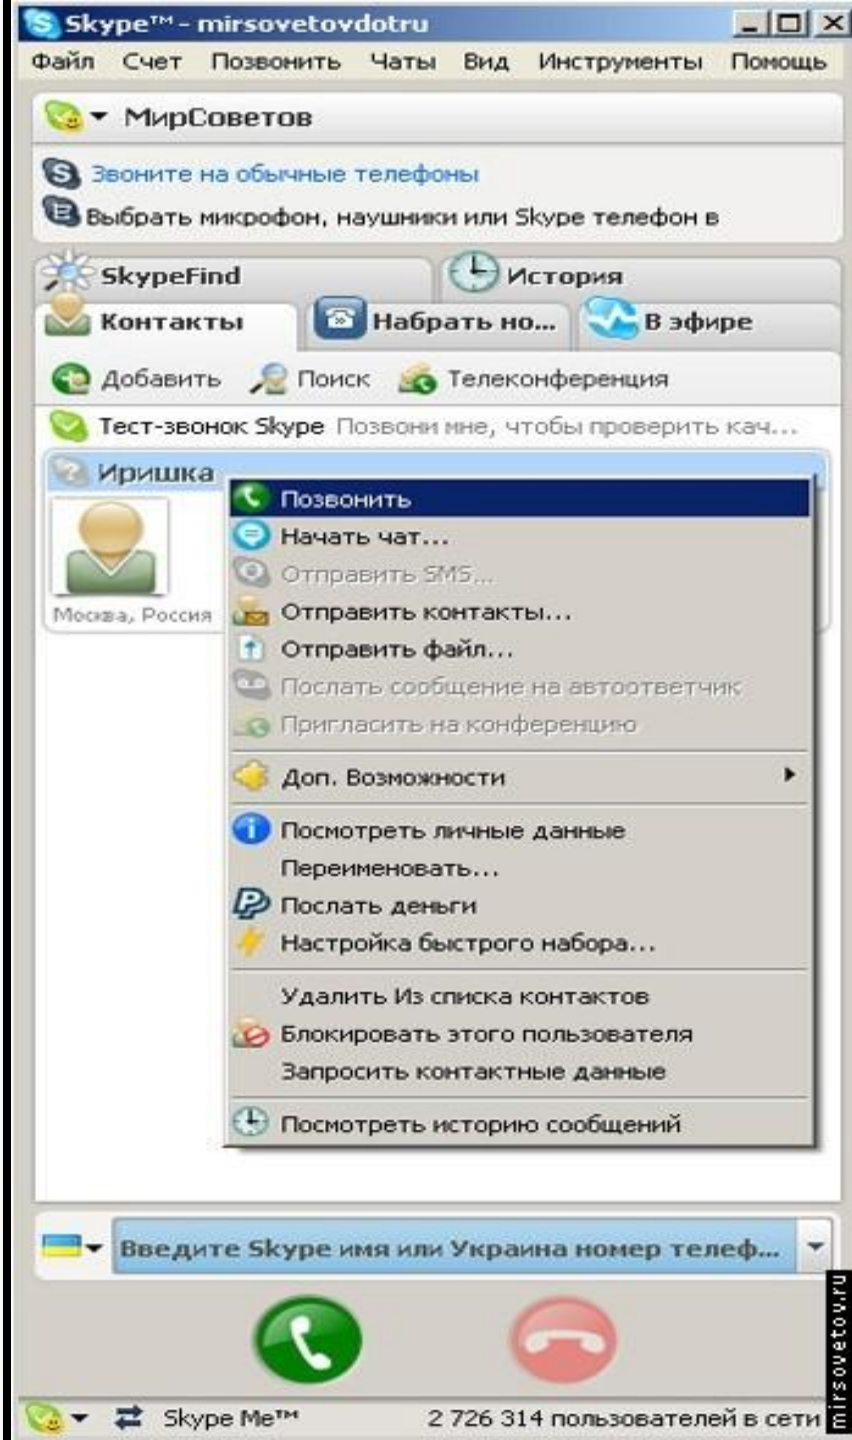 Skype™ - mirsovetovdotru
Файл Счет Позвонить Чаты Вид Инструменты Помощь
МирСоветов
Звоните на обычные телефоны
Выбрать микрофон, наушники или Skype телефон в
SkypeFind История
Контакты Набрать но... В эфире
Добавить Поиск Телеконференция
Тест-звонок Skype Позвони мне, чтобы проверить кач...
Иришка
Москва, Россия
Позвонить
Начать чат...
Отправить SMS...
Отправить контакты...
Отправить файл...
Послать сообщение на автоответчик
Пригласить на конференцию
Доп. Возможности
Посмотреть личные данные
Переименовать...
Послать деньги
Настройка быстрого набора...
Удалить Из списка контактов
Блокировать этого пользователя
Запросить контактные данные
Посмотреть историю сообщений
Введите Skype имя или Украина номер телеф...
Skype Me™ 2 726 314 пользователей в сети
mirsovetov.ru